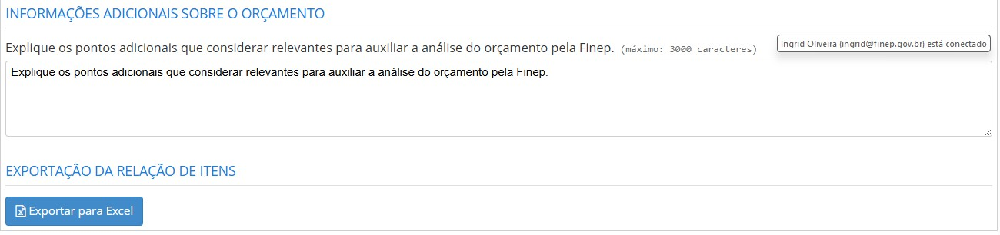 INFORMAÇÕES ADICIONAIS SOBRE O ORÇAMENTO
Explique os pontos adicionais que considerar relevantes para auxiliar a análise do orçamento pela Finep. (máximo: 3000 caracteres)
Ingrid Oliveira (ingrid@finep.gov.br) está conectado
Explique os pontos adicionais que considerar relevantes para auxiliar a análise do orçamento pela Finep.
EXPORTAÇÃO DA RELAÇÃO DE ITENS
Exportar para Excel